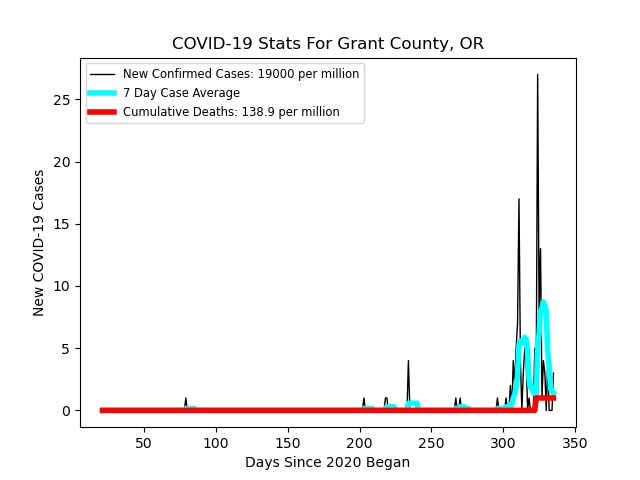 COVID-19 Stats For Grant County, OR
New Confirmed Cases: 19000 per million
7 Day Case Average
Cumulative Deaths: 138.9 per million
New COVID-19 Cases
25
20
15
10
5
0
50 100 150 200 250 300 350
Days Since 2020 Began